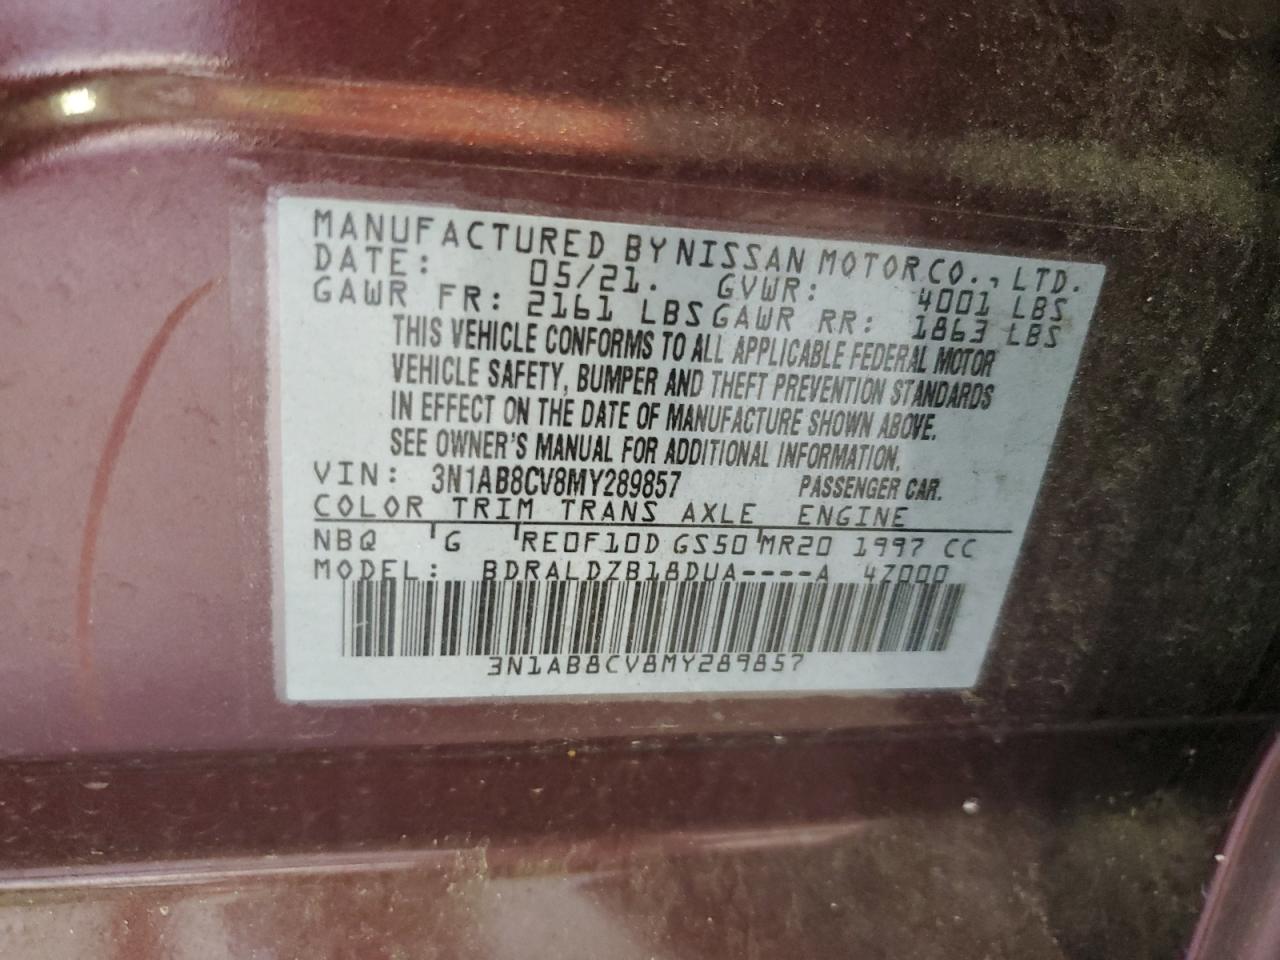 MANUFACTURED BY NISSAN MOTOR CO., LTD.
DATE: 05/21. GVWR: 4001 LBS
GAWR FR: 2161 LBS GAWR RR: 1863 LBS
THIS VEHICLE CONFORMS TO ALL APPLICABLE FEDERAL MOTOR
VEHICLE SAFETY, BUMPER AND THEFT PREVENTION STANDARDS
IN EFFECT ON THE DATE OF MANUFACTURE SHOWN ABOVE.
SEE OWNER'S MANUAL FOR ADDITIONAL INFORMATION.
VIN: 3N1AB8CV8MY289857 PASSENGER CAR.
COLOR TRIM TRANS AXLE ENGINE
NBQ G RE0F10D GS50 MR20 1997 CC
MODEL: BDRALDZB18DUA----A 47000
3N1AB8CV8MY289857